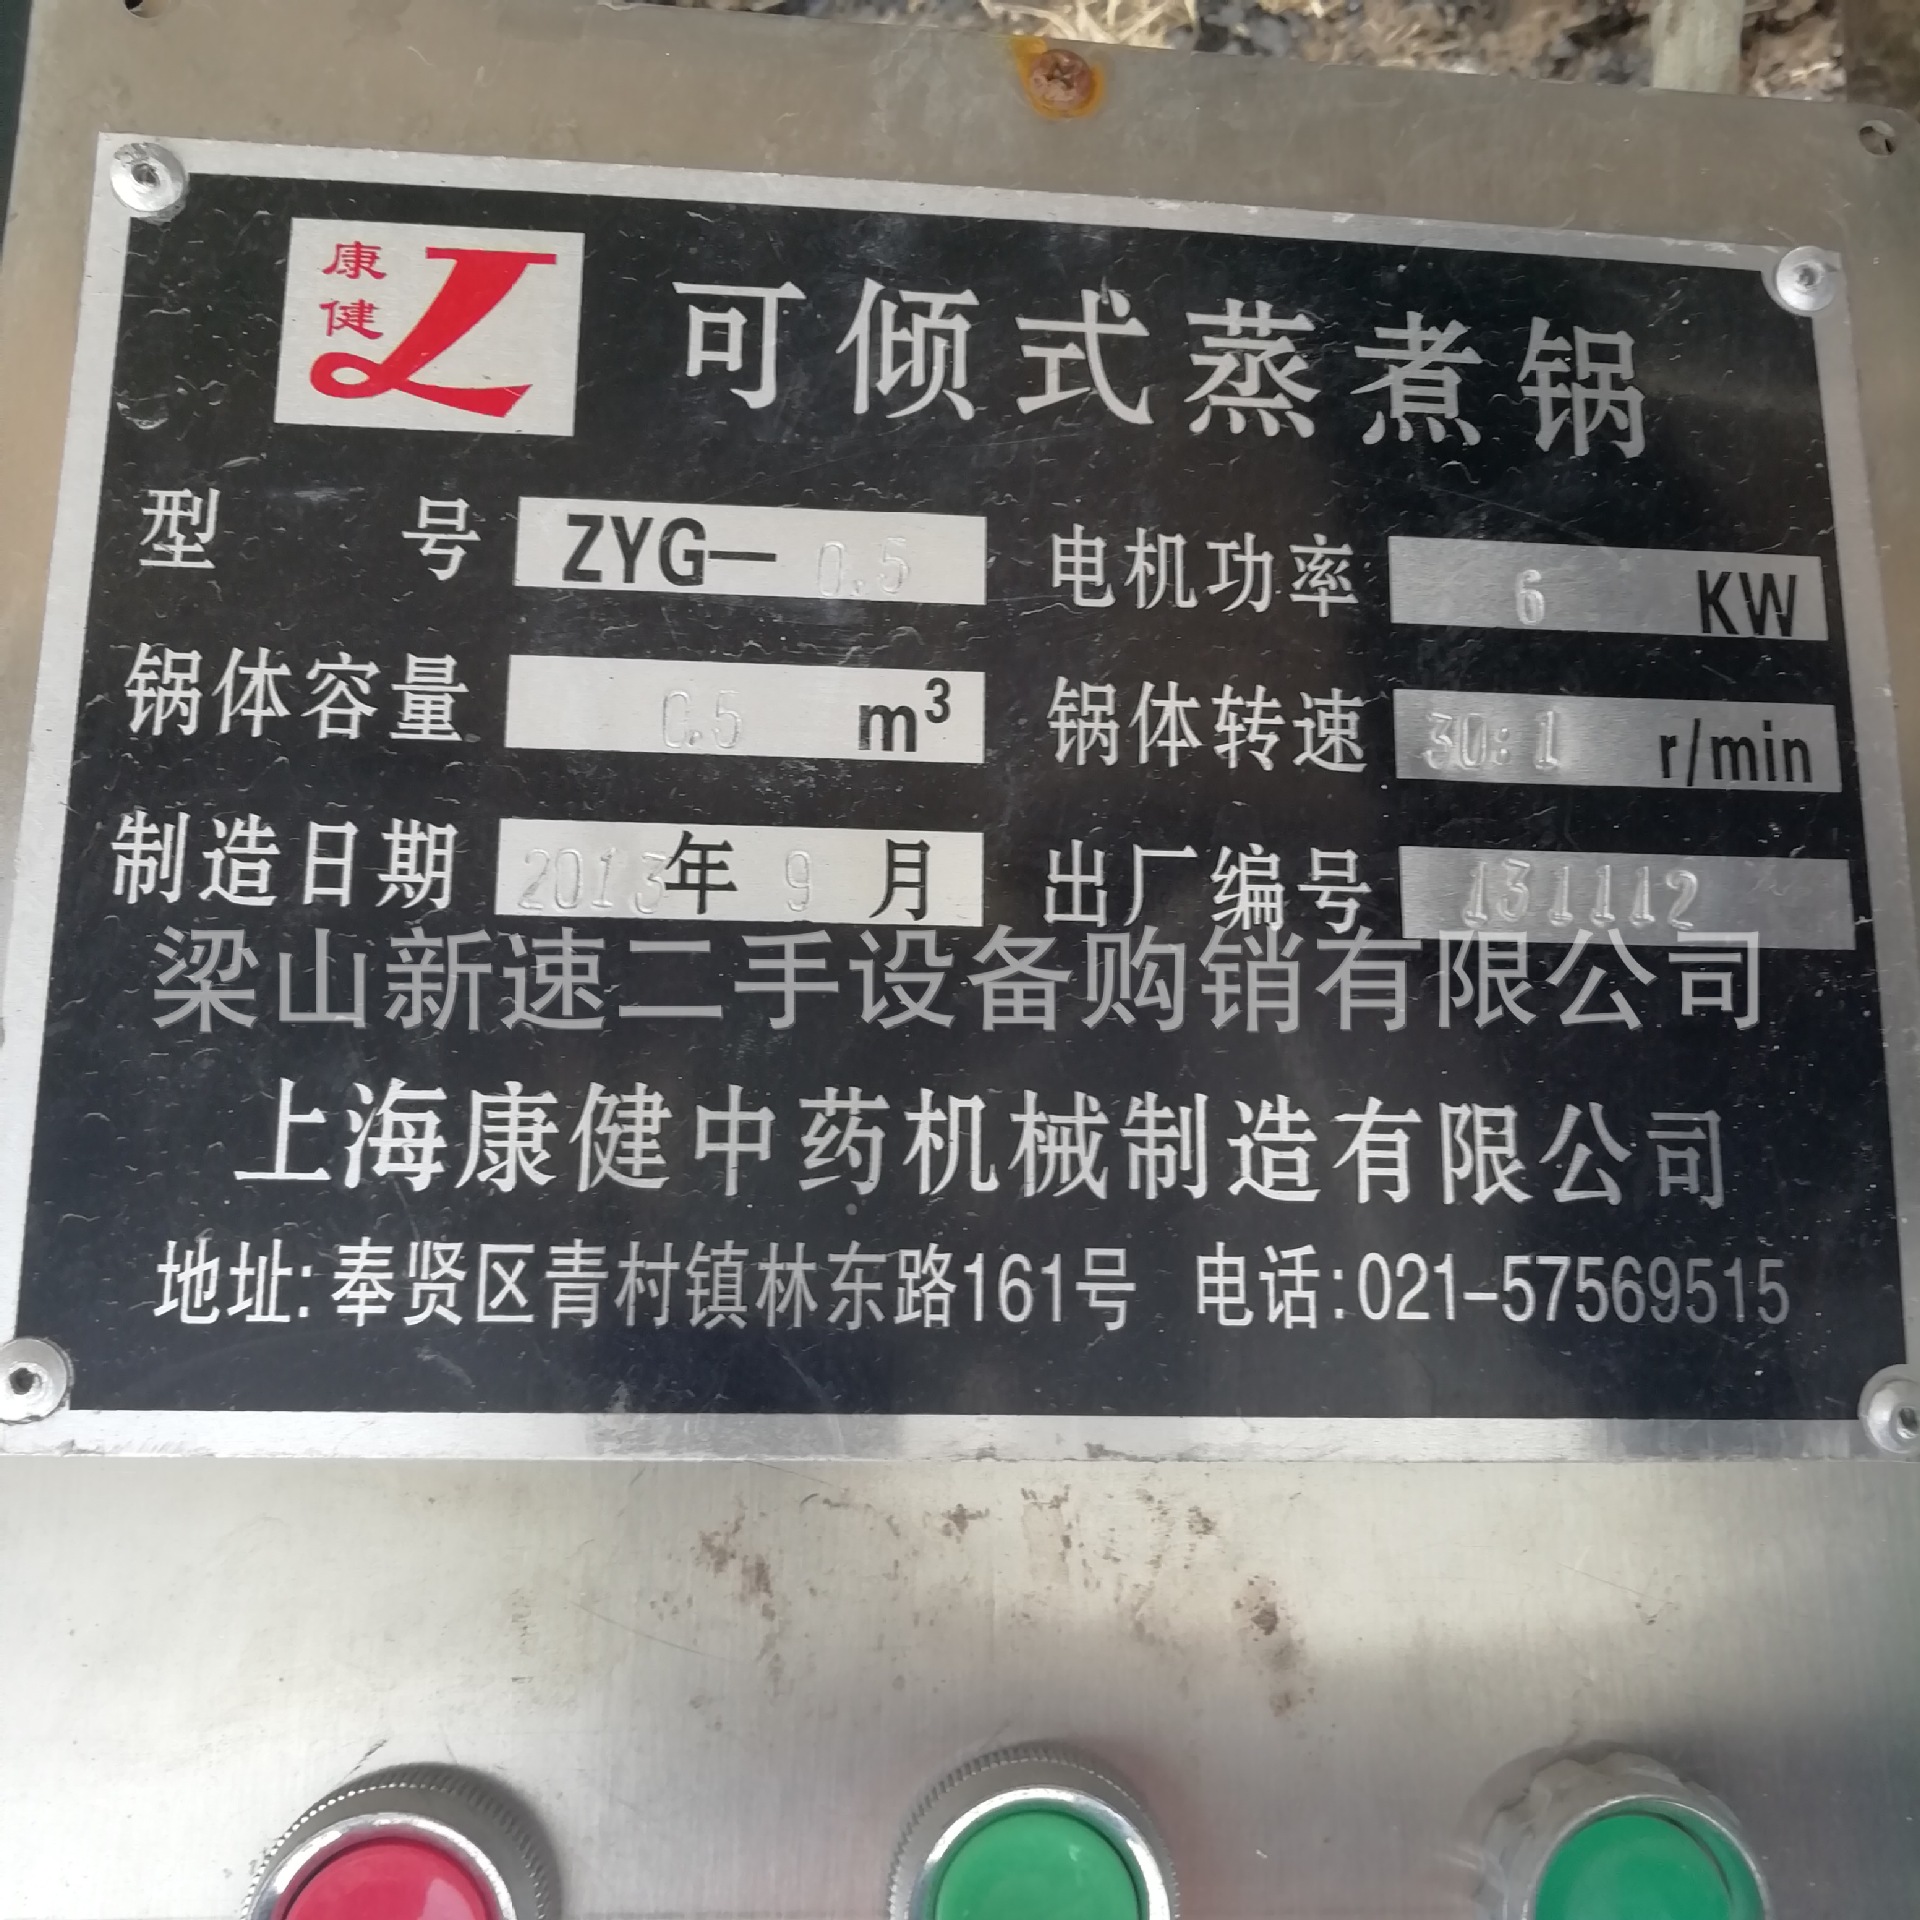 康健
可倾式蒸煮锅
型 号 ZYG—0.5 电机功率 6 KW
锅体容量 0.5 m³ 锅体转速 30:1 r/min
制造日期 2013年 9 月 出厂编号 131112
梁山新速二手设备购销有限公司
上海康健中药机械制造有限公司
地址:奉贤区青村镇林东路161号 电话:021-57569515